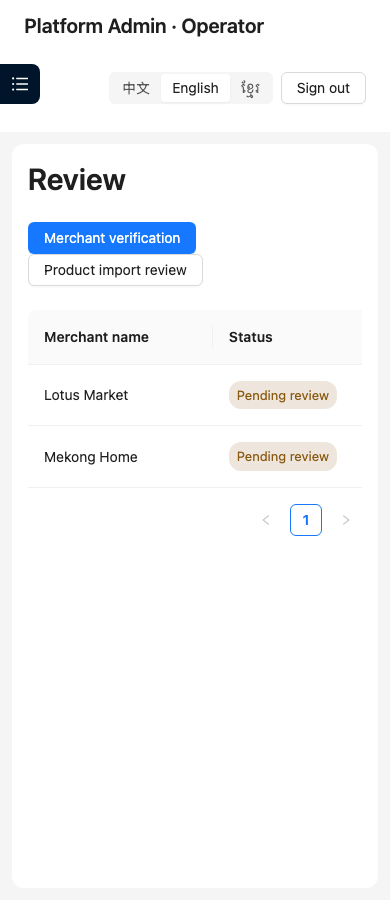 Platform Admin · Operator
中文 English ខ្មែរ Sign out
Review
Merchant verification
Product import review
Merchant name Status
Lotus Market Pending review
Mekong Home Pending review
1